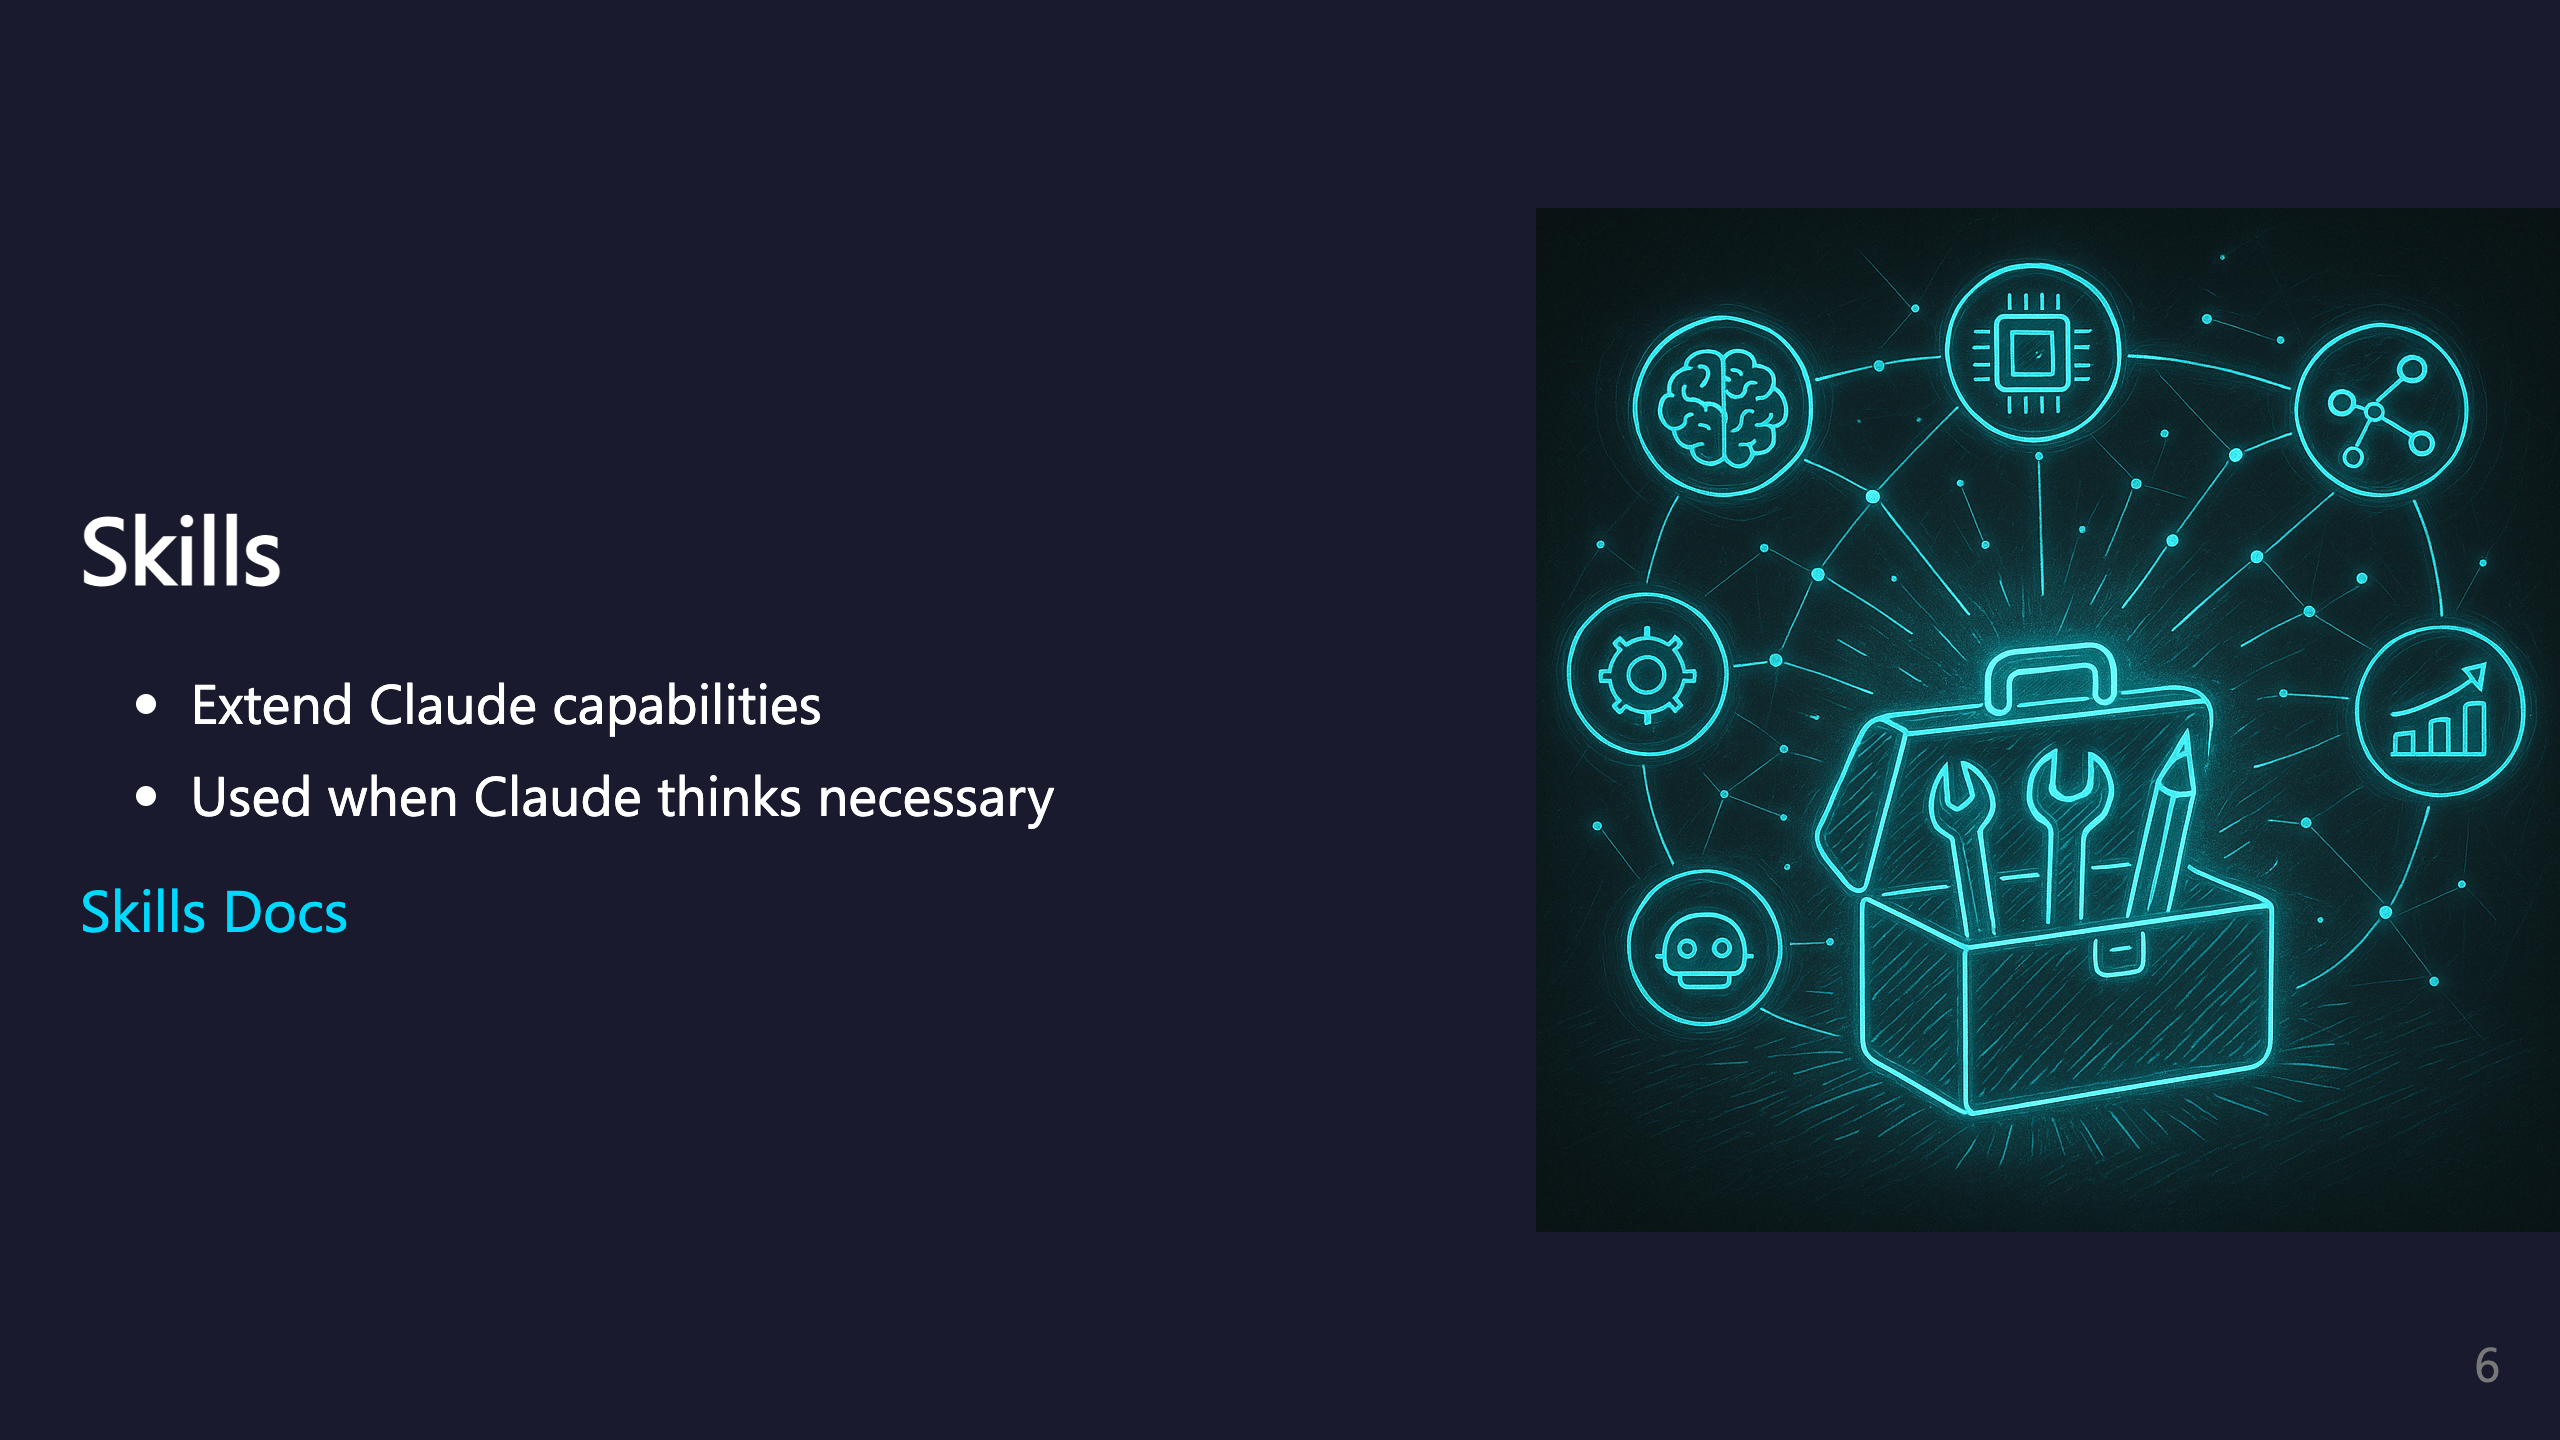 Skills
• Extend Claude capabilities
• Used when Claude thinks necessary
Skills Docs
6